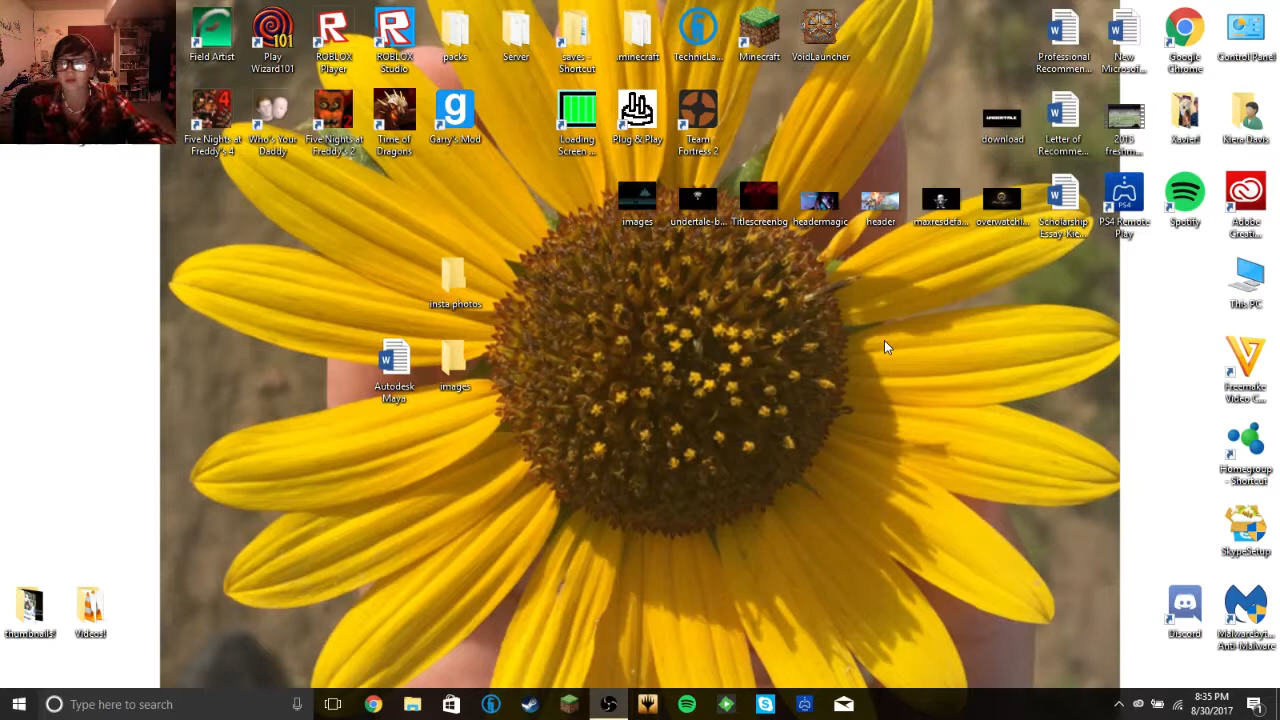 Field Artist
Play Wizard101
ROBLOX Player
ROBLOX Studio
packs
Server
saves - Shortcut
.minecraft
TechnicLa...
Minecraft
VoidLauncher
Professional Recommen...
New Microsof...
Google Chrome
Control Panel
Five Nights at Freddy's 4
Who's Your Daddy
Five Nights at Freddy's 2
Time of Dragons
Garry's Mod
Loading Screen ...
Plug & Play
Team Fortress 2
UNDERTALE
download
Letter of Recomme...
2015 freshm...
Xavier!
Kiera Davis
images
undertale-b...
Titlescreenbg
headermagic
header
maxresdefa...
overwatchl...
Scholarship Essay Kie...
PS4 Remote Play
Spotify
Adobe Creati...
insta photos
This PC
Autodesk Maya
images
Freemake Video C...
Homegroup - Shortcut
SkypeSetup
thumbnails!
Videos!
Discord
Malwareby t... Anti-Malware
Type here to search
8:35 PM
8/30/2017